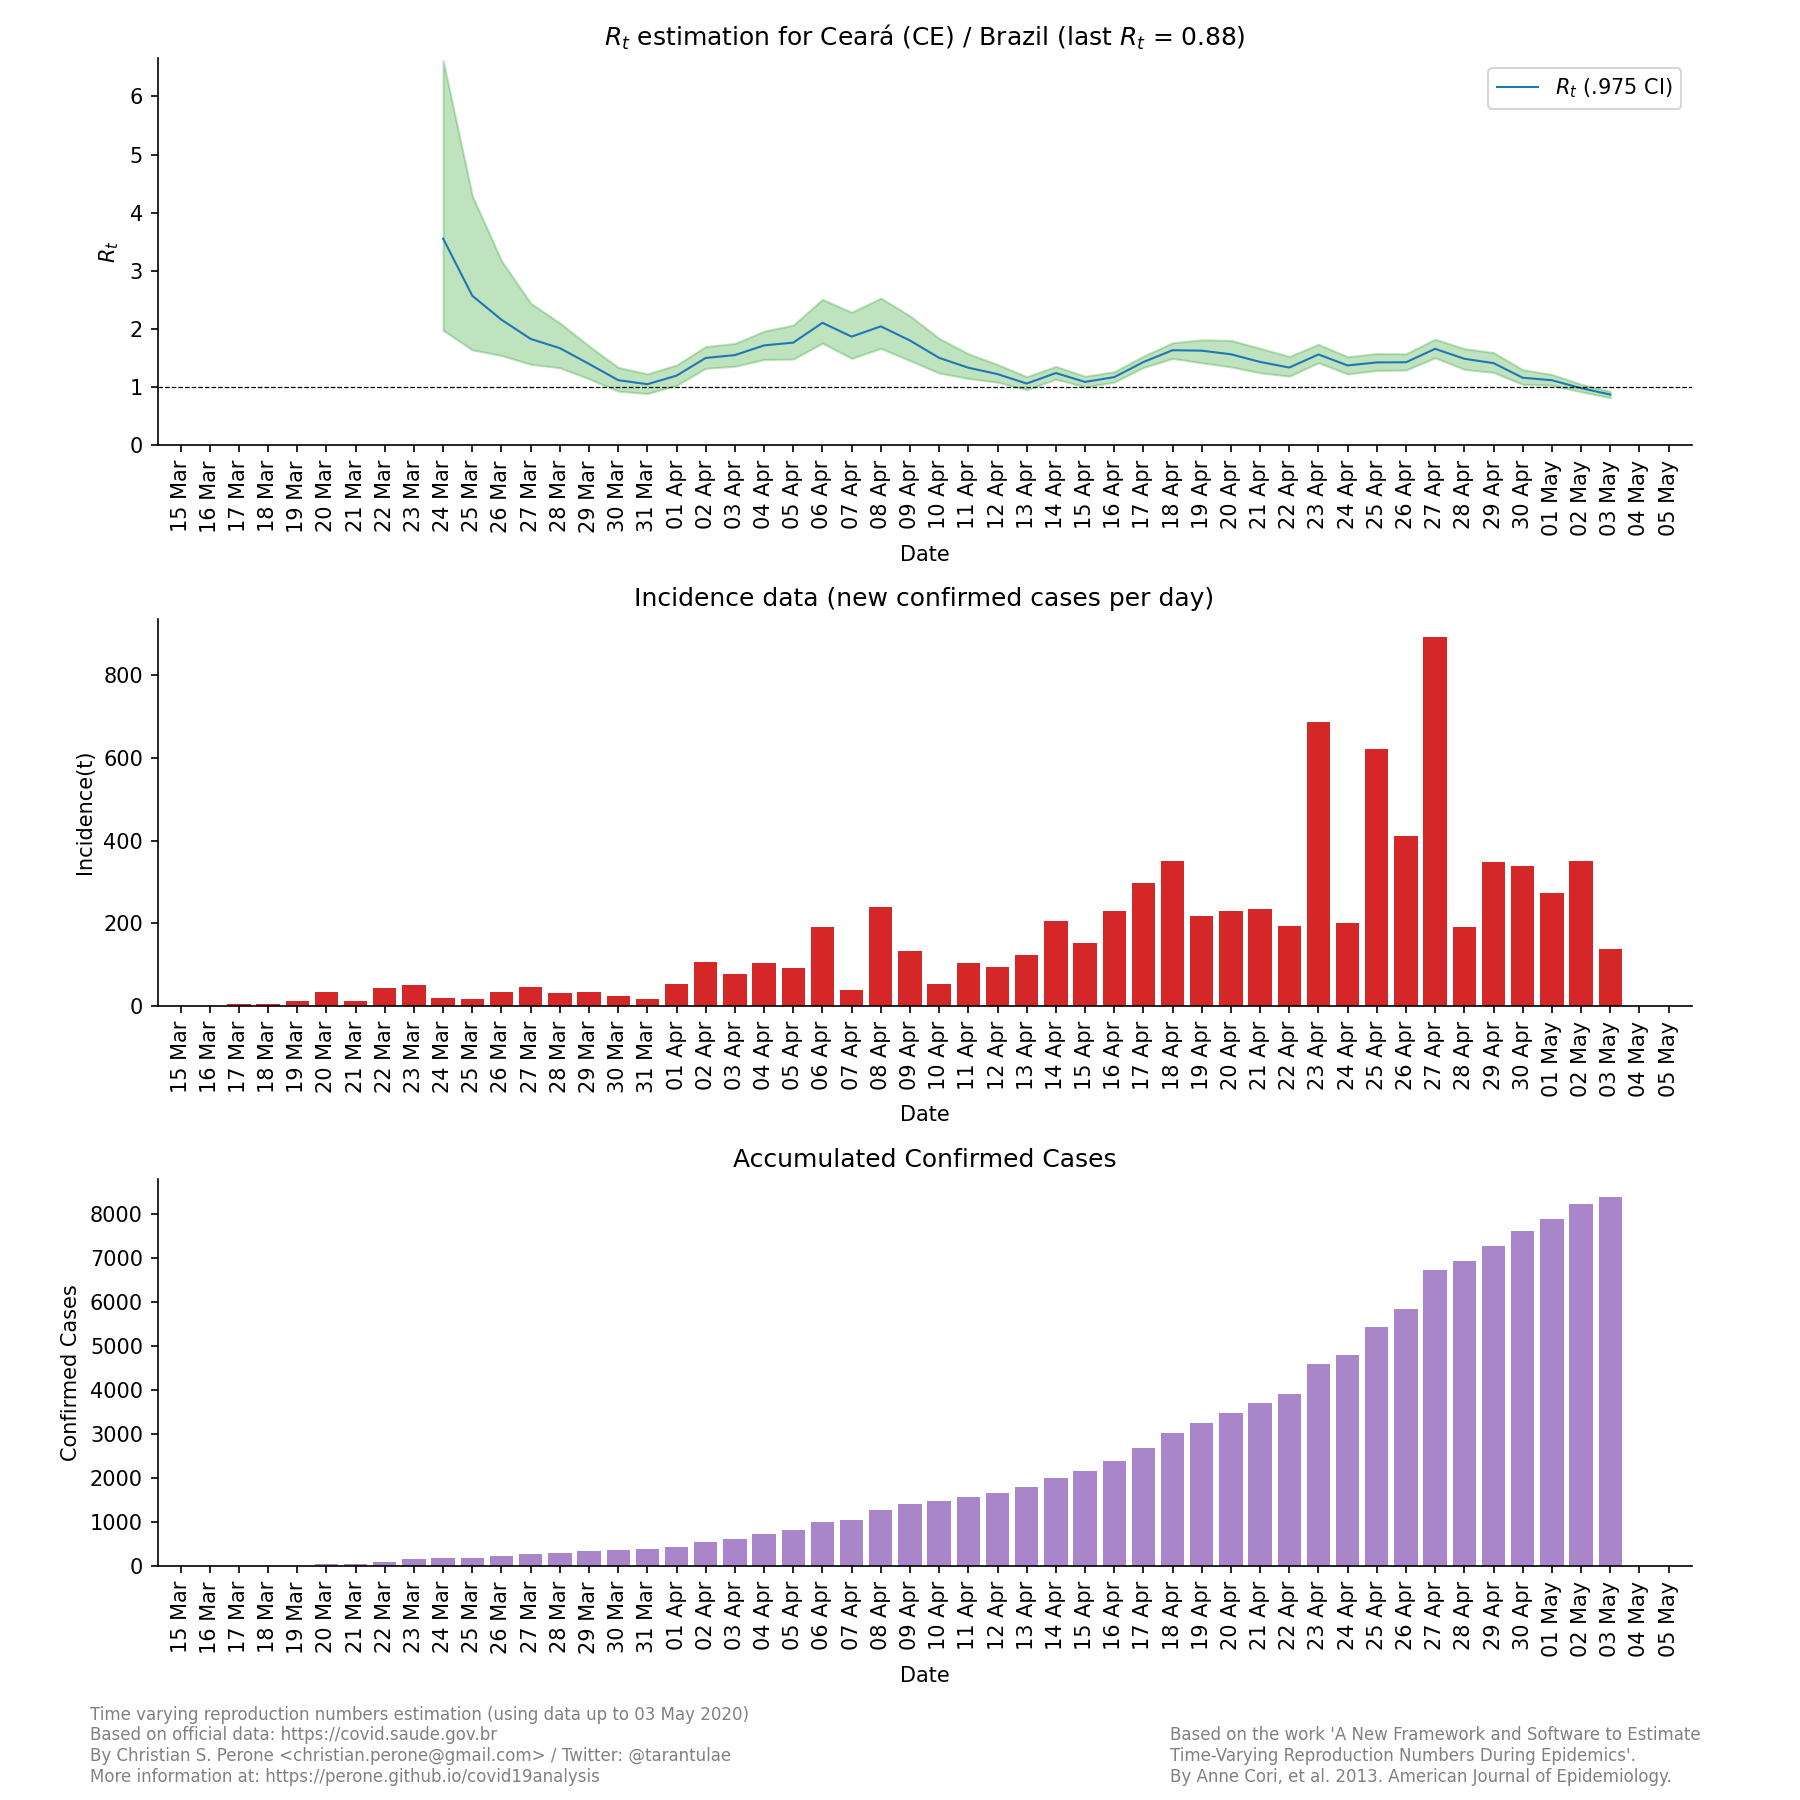 Rt estimation for Ceará (CE) / Brazil (last Rt = 0.88)
Rt (.975 CI)
Rt
6
5
4
3
2
1
0
15 Mar 16 Mar 17 Mar 18 Mar 19 Mar 20 Mar 21 Mar 22 Mar 23 Mar 24 Mar 25 Mar 26 Mar 27 Mar 28 Mar 29 Mar 30 Mar 31 Mar 01 Apr 02 Apr 03 Apr 04 Apr 05 Apr 06 Apr 07 Apr 08 Apr 09 Apr 10 Apr 11 Apr 12 Apr 13 Apr 14 Apr 15 Apr 16 Apr 17 Apr 18 Apr 19 Apr 20 Apr 21 Apr 22 Apr 23 Apr 24 Apr 25 Apr 26 Apr 27 Apr 28 Apr 29 Apr 30 Apr 01 May 02 May 03 May 04 May 05 May
Date
Incidence data (new confirmed cases per day)
Incidence(t)
800
600
400
200
0
15 Mar 16 Mar 17 Mar 18 Mar 19 Mar 20 Mar 21 Mar 22 Mar 23 Mar 24 Mar 25 Mar 26 Mar 27 Mar 28 Mar 29 Mar 30 Mar 31 Mar 01 Apr 02 Apr 03 Apr 04 Apr 05 Apr 06 Apr 07 Apr 08 Apr 09 Apr 10 Apr 11 Apr 12 Apr 13 Apr 14 Apr 15 Apr 16 Apr 17 Apr 18 Apr 19 Apr 20 Apr 21 Apr 22 Apr 23 Apr 24 Apr 25 Apr 26 Apr 27 Apr 28 Apr 29 Apr 30 Apr 01 May 02 May 03 May 04 May 05 May
Date
Accumulated Confirmed Cases
Confirmed Cases
8000
7000
6000
5000
4000
3000
2000
1000
0
15 Mar 16 Mar 17 Mar 18 Mar 19 Mar 20 Mar 21 Mar 22 Mar 23 Mar 24 Mar 25 Mar 26 Mar 27 Mar 28 Mar 29 Mar 30 Mar 31 Mar 01 Apr 02 Apr 03 Apr 04 Apr 05 Apr 06 Apr 07 Apr 08 Apr 09 Apr 10 Apr 11 Apr 12 Apr 13 Apr 14 Apr 15 Apr 16 Apr 17 Apr 18 Apr 19 Apr 20 Apr 21 Apr 22 Apr 23 Apr 24 Apr 25 Apr 26 Apr 27 Apr 28 Apr 29 Apr 30 Apr 01 May 02 May 03 May 04 May 05 May
Date
Time varying reproduction numbers estimation (using data up to 03 May 2020)
Based on official data: https://covid.saude.gov.br
By Christian S. Perone <christian.perone@gmail.com> / Twitter: @tarantulae
More information at: https://perone.github.io/covid19analysis
Based on the work 'A New Framework and Software to Estimate
Time-Varying Reproduction Numbers During Epidemics'.
By Anne Cori, et al. 2013. American Journal of Epidemiology.